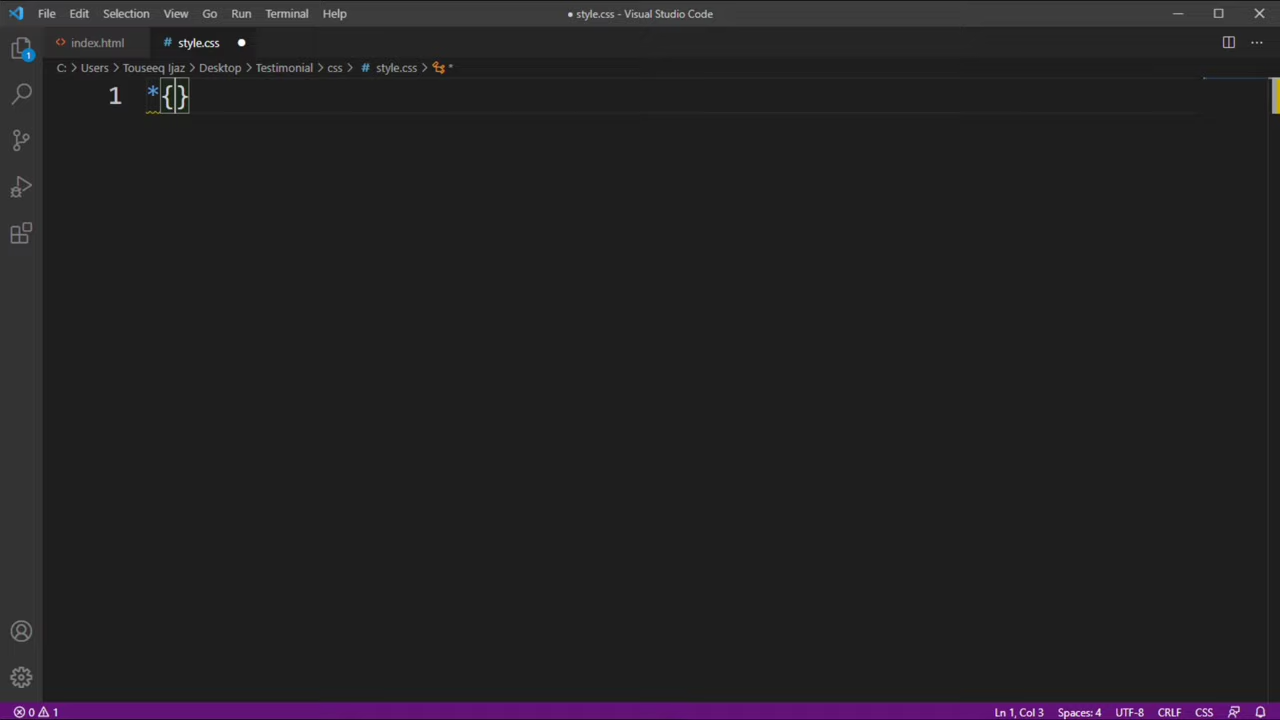 File Edit Selection View Go Run Terminal Help
● style.css - Visual Studio Code
index.html # style.css
C: > Users > Touseeq Ijaz > Desktop > Testimonial > css > # style.css > *
1 *{}
1
0 1
Ln 1, Col 3 Spaces: 4 UTF-8 CRLF CSS